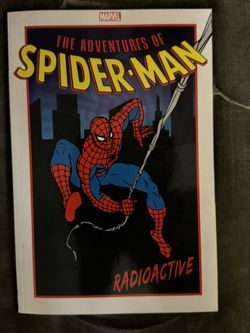 MARVEL
THE ADVENTURES OF
SPIDER-MAN
RADIOACTIVE